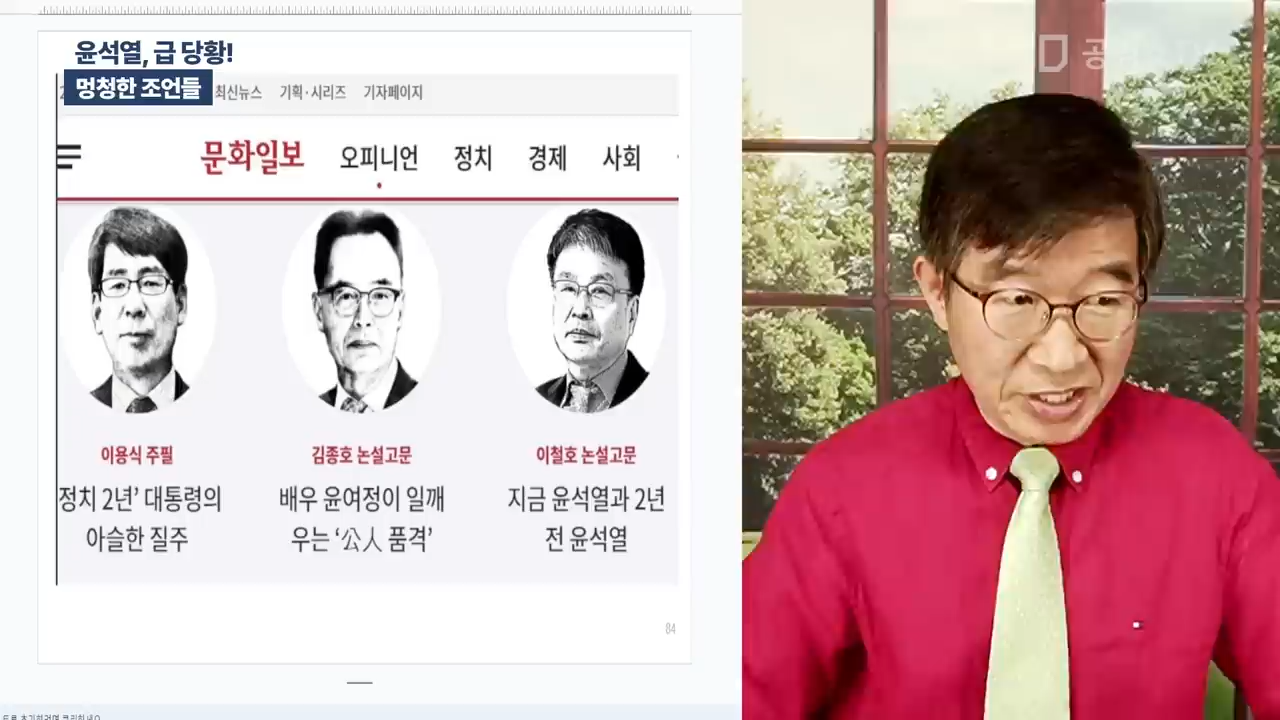 윤석열, 급 당황!
멍청한 조언들
최신뉴스 기획·시리즈 기자페이지
문화일보 오피니언 정치 경제 사회
이용식 주필
정치 2년’ 대통령의
아슬한 질주
김종호 논설고문
배우 윤여정이 일깨
우는 ‘公人 품격’
이철호 논설고문
지금 윤석열과 2년
전 윤석열
84